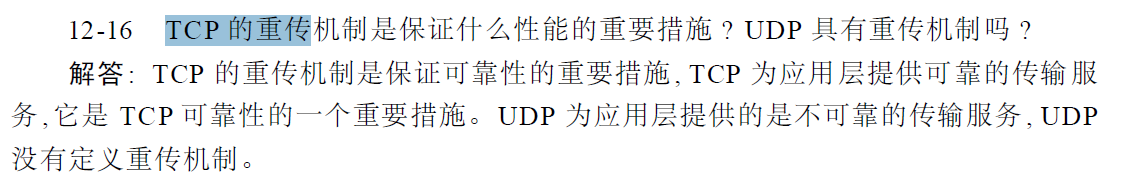 12-16 TCP 的重传机制是保证什么性能的重要措施？UDP 具有重传机制吗？
解答：TCP 的重传机制是保证可靠性的重要措施，TCP 为应用层提供可靠的传输服
务，它是 TCP 可靠性的一个重要措施。UDP 为应用层提供的是不可靠的传输服务，UDP
没有定义重传机制。